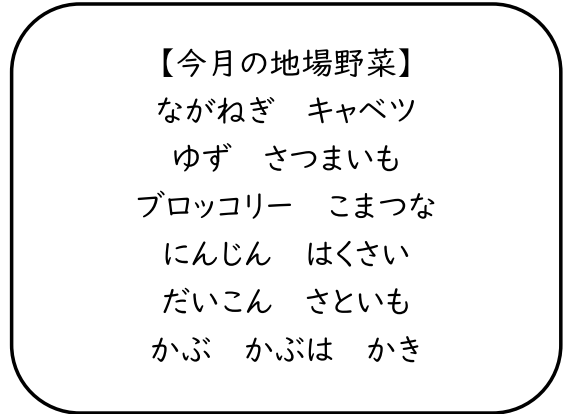 【今月の地場野菜】
ながねぎ　キャベツ
ゆず　さつまいも
ブロッコリー　こまつな
にんじん　はくさい
だいこん　さといも
かぶ　かぶは　かき